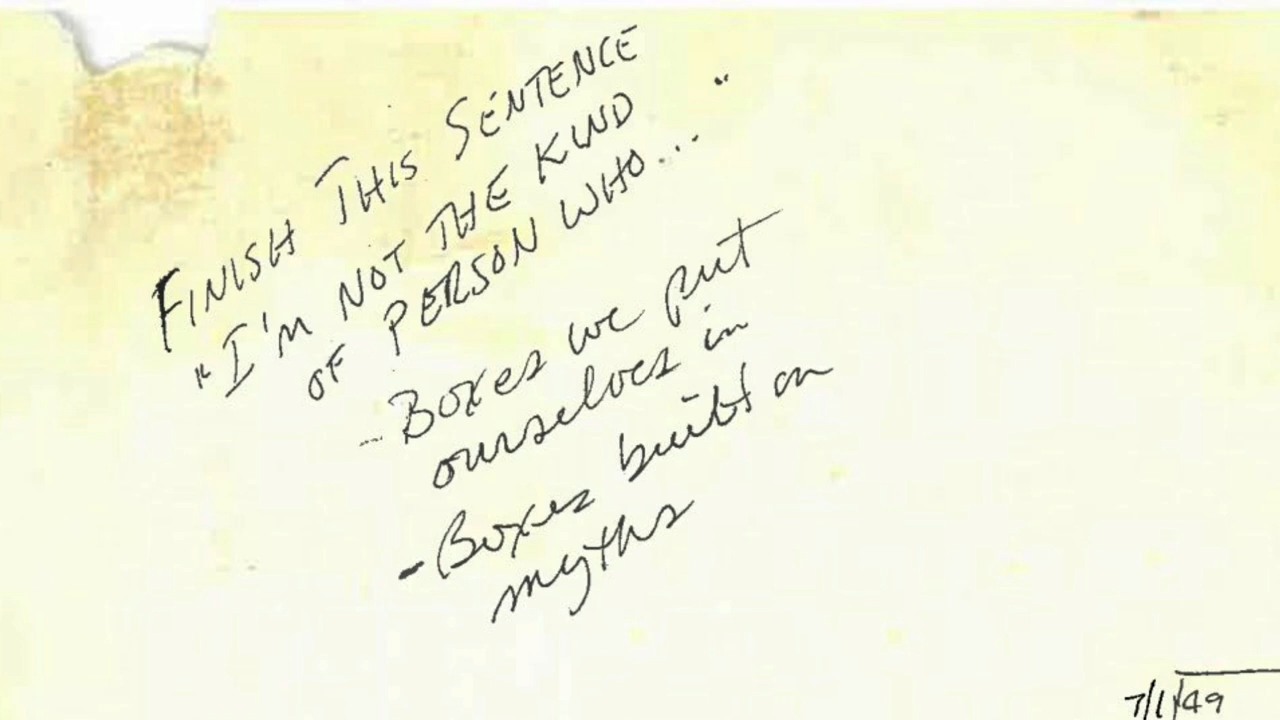 FINISH THIS SENTENCE
"I'M NOT THE KIND
OF PERSON WHO... "
-Boxes we put
ourselves in
-Boxes built on
myths
7/1/49